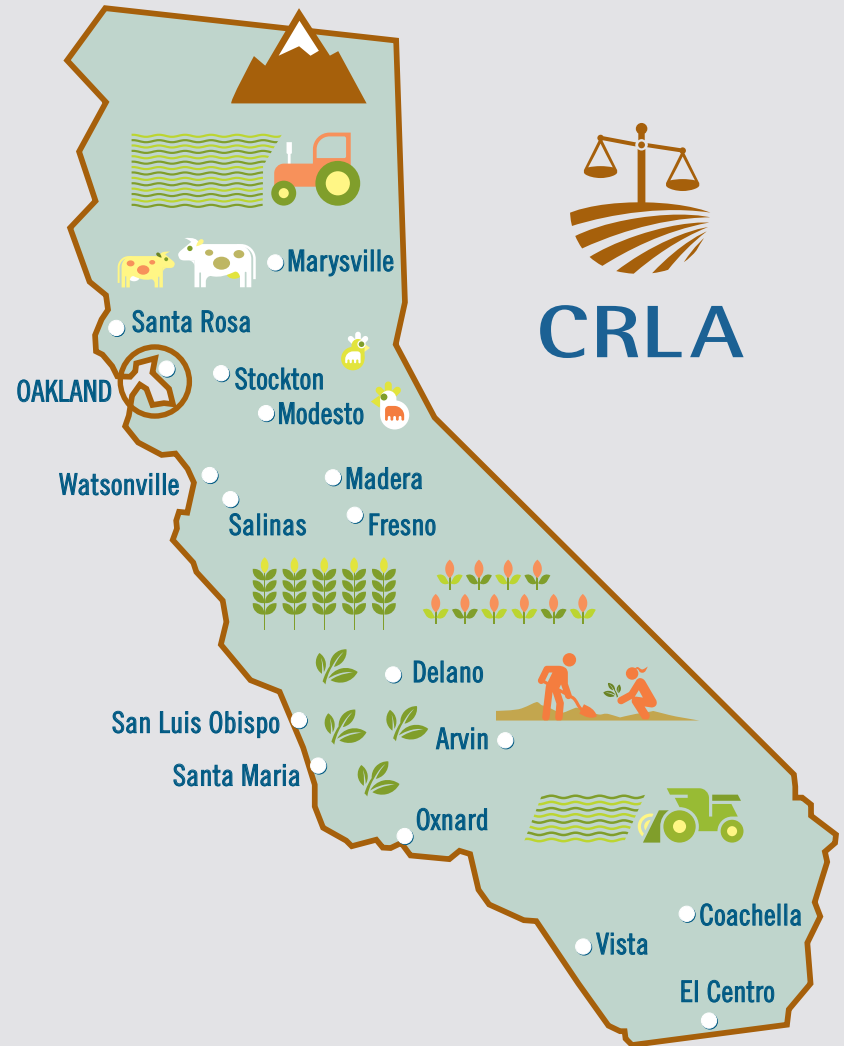 CRLA
Marysville
Santa Rosa
OAKLAND
Stockton
Modesto
Watsonville
Madera
Salinas
Fresno
Delano
San Luis Obispo
Arvin
Santa Maria
Oxnard
Coachella
Vista
El Centro